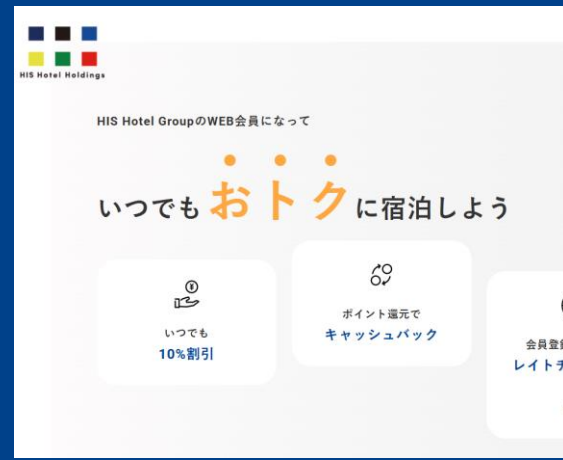 HIS Hotel Holdings
HIS Hotel GroupのWEB会員になって
いつでもおトクに宿泊しよう
いつでも
10%割引
ポイント還元で
キャッシュバック
会員登
レイト